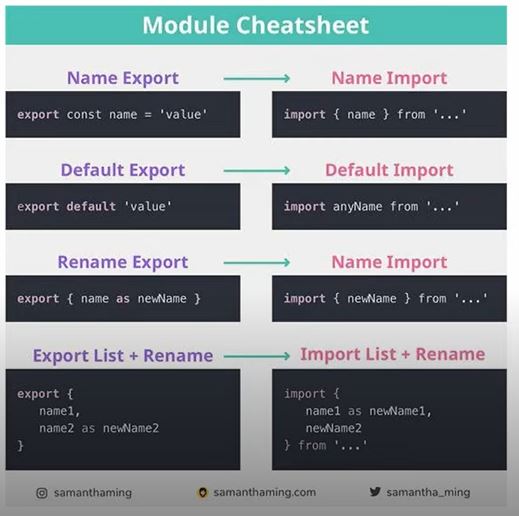 Module Cheatsheet
Name Export
Name Import
export const name = 'value'
import { name } from '...'
Default Export
Default Import
export default 'value'
import anyName from '...'
Rename Export
Name Import
export { name as newName }
import { newName } from '...'
Export List + Rename
Import List + Rename
export {
name1,
name2 as newName2
}
import {
name1 as newName1,
newName2
} from '...'
samanthaming
samanthaming.com
samantha_ming